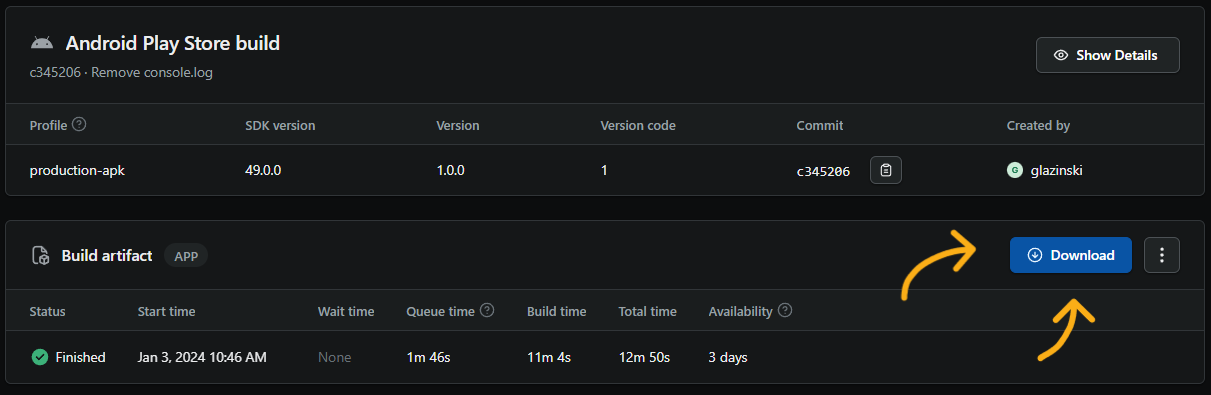 Android Play Store build
c345206 · Remove console.log
Show Details
Profile SDK version Version Version code Commit Created by
production-apk 49.0.0 1.0.0 1 c345206 G glazinski
Build artifact APP Download
Status Start time Wait time Queue time Build time Total time Availability
Finished Jan 3, 2024 10:46 AM None 1m 46s 11m 4s 12m 50s 3 days